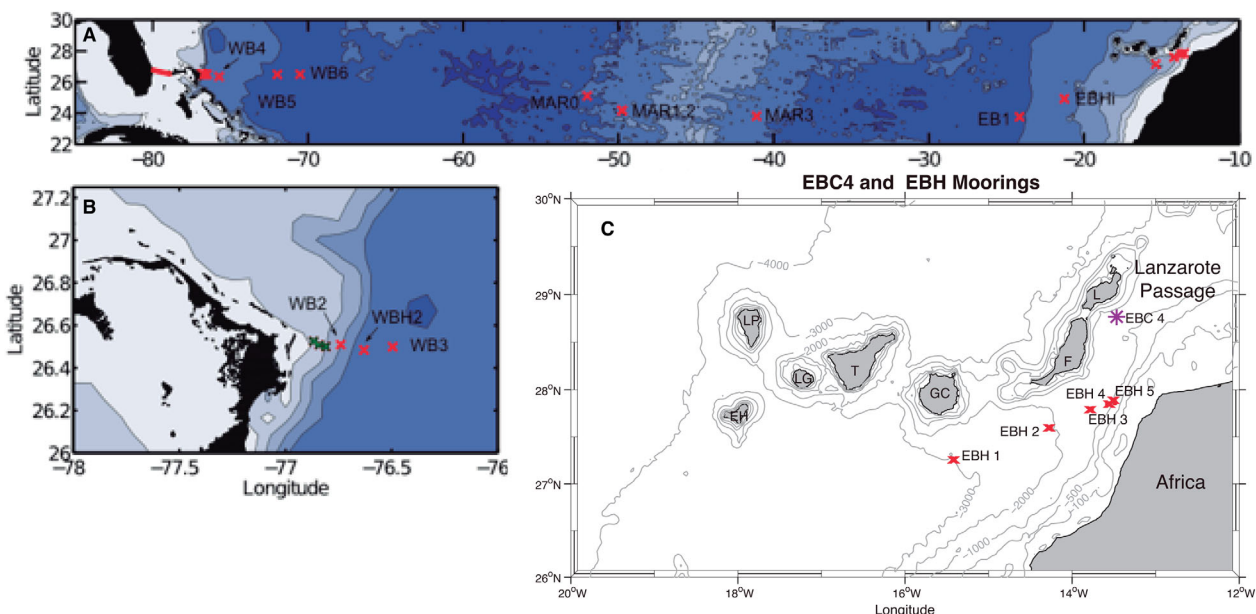 30
28
26
24
22
Latitude
A
WB4
WB5
WB6
MAR0
MAR1,2
MAR3
EB1
EBHi
−80
−70
−60
−50
−40
−30
−20
−10
B
27.2
27
26.8
26.6
26.4
26.2
26
Latitude
WB2
WBH2
WB3
−78
−77.5
−77
−76.5
−76
Longitude
EBC4 and EBH Moorings
C
30°N
29°N
28°N
27°N
26°N
−4000
−3000
−2000
Lanzarote
Passage
L
EBC 4
LP
LG
T
GC
F
EH
EBH 4
EBH 5
EBH 3
EBH 2
EBH 1
−3000
−2000
−1000
−500
−100
Africa
20°W
18°W
16°W
14°W
12°W
Longitude